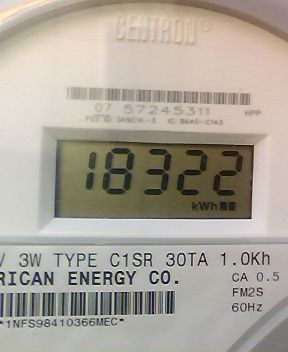 CENTRON®
07 57245311 HPP
18322
kWh
V 3W TYPE C1SR 30TA 1.0Kh
RICAN ENERGY CO. CA 0.5
FM2S
*1NFS98410366MEC* 60Hz